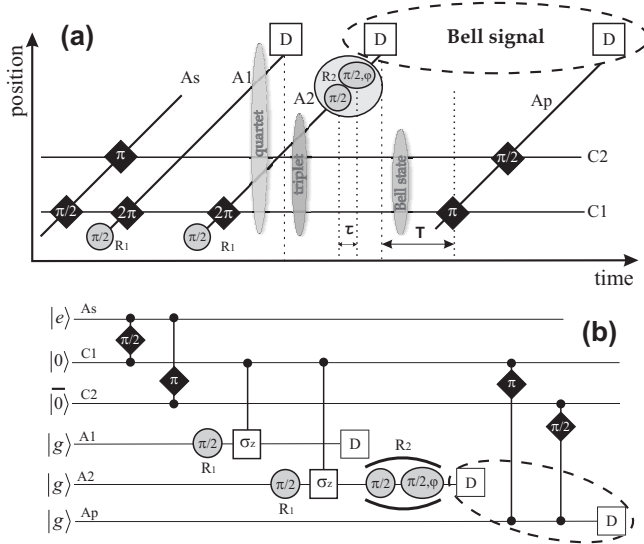 (a)
D
D
Bell signal
D
position
As
A1
A2
Ap
R₂
π/2,φ
π/2
quartet
triplet
Bell state
π
π/2
C2
π/2
2π
2π
π
C1
π/2
R₁
π/2
R₁
τ
T
time
(b)
|e⟩ As
π/2
|0⟩ C1
π
π
|0̅⟩ C2
π/2
|g⟩ A1
π/2
σz
D
R₁
R₂
|g⟩ A2
π/2
σz
π/2
π/2,φ
D
R₁
|g⟩ Ap
D